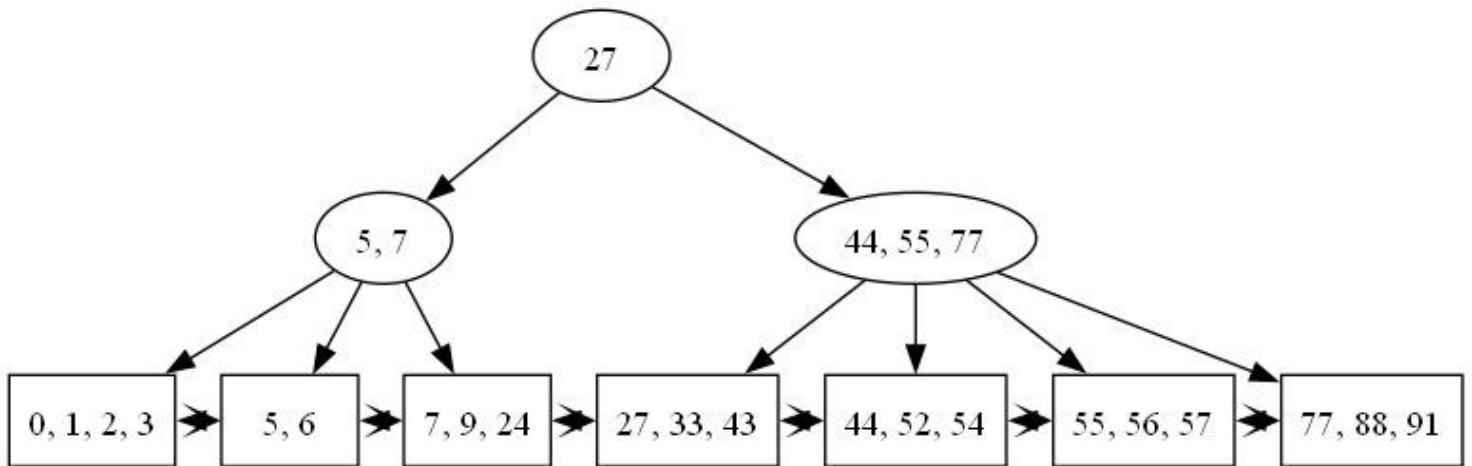 27
5, 7
44, 55, 77
0, 1, 2, 3
5, 6
7, 9, 24
27, 33, 43
44, 52, 54
55, 56, 57
77, 88, 91